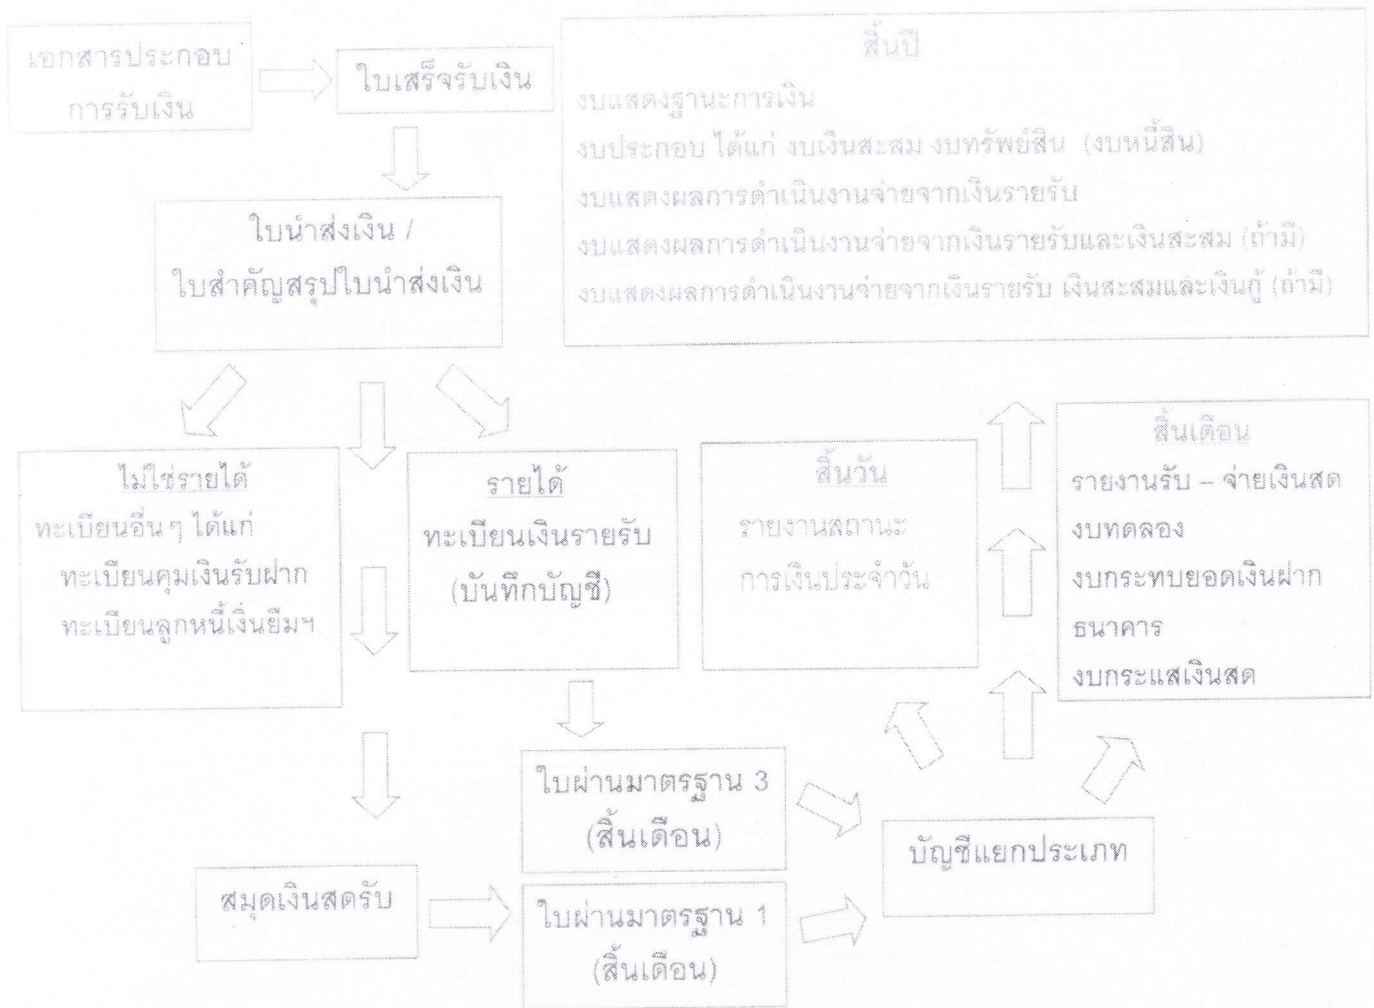 เอกสารประกอบ
การรับเงิน
ใบเสร็จรับเงิน
สิ้นปี
งบแสดงฐานะการเงิน
งบประกอบ ได้แก่ งบเงินสะสม งบทรัพย์สิน (งบหนี้สิน)
งบแสดงผลการดำเนินงานจ่ายจากเงินรายรับ
งบแสดงผลการดำเนินงานจ่ายจากเงินรายรับและเงินสะสม (ถ้ามี)
งบแสดงผลการดำเนินงานจ่ายจากเงินรายรับ เงินสะสมและเงินกู้ (ถ้ามี)
ใบนำส่งเงิน /
ใบสำคัญสรุปใบนำส่งเงิน
ไม่ใช่รายได้
ทะเบียนอื่นๆ ได้แก่
ทะเบียนคุมเงินรับฝาก
ทะเบียนลูกหนี้เงินยืมฯ
รายได้
ทะเบียนเงินรายรับ
(บันทึกบัญชี)
สิ้นวัน
รายงานสถานะ
การเงินประจำวัน
สิ้นเดือน
รายงานรับ – จ่ายเงินสด
งบทดลอง
งบกระทบยอดเงินฝาก
ธนาคาร
งบกระแสเงินสด
ใบผ่านมาตรฐาน 3
(สิ้นเดือน)
บัญชีแยกประเภท
สมุดเงินสดรับ
ใบผ่านมาตรฐาน 1
(สิ้นเดือน)